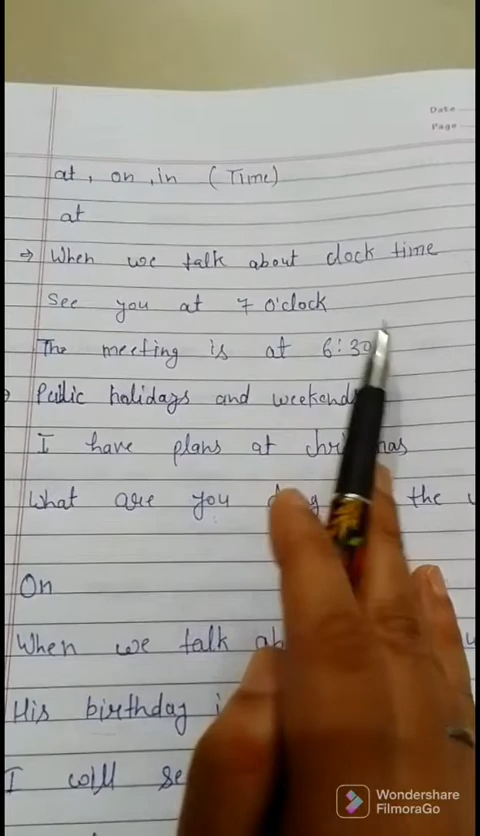 Date
Page
at, on, in (Time)
at
⇒ When we talk about clock time
See you at 7 o'clock
The meeting is at 6:30
Public holidays and weekend
I have plans at
What are you the
On
When we talk
His birthday
I will
Wondershare
FilmoraGo